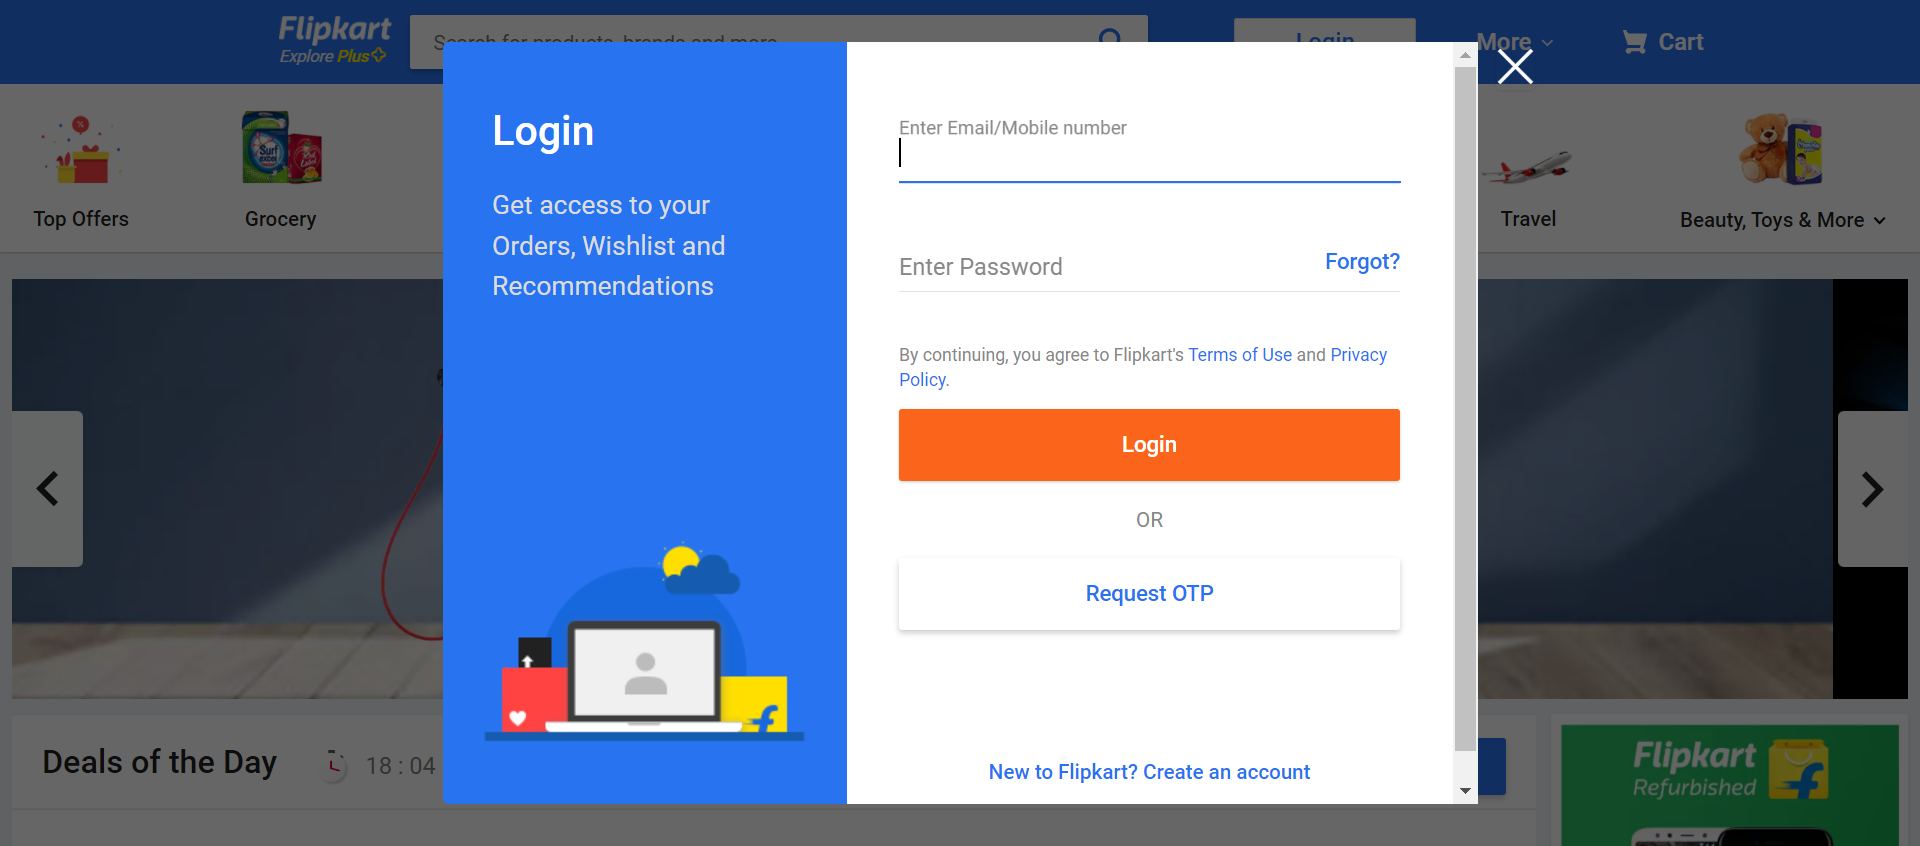 Flipkart
Explore Plus
Search for products, brands and more
Login
More
Cart
Top Offers
Grocery
Travel
Beauty, Toys & More
Login
Get access to your
Orders, Wishlist and
Recommendations
Enter Email/Mobile number
Enter Password
Forgot?
By continuing, you agree to Flipkart's Terms of Use and Privacy
Policy.
Login
OR
Request OTP
New to Flipkart? Create an account
Deals of the Day
18 : 04
Flipkart
Refurbished
Surf
excel